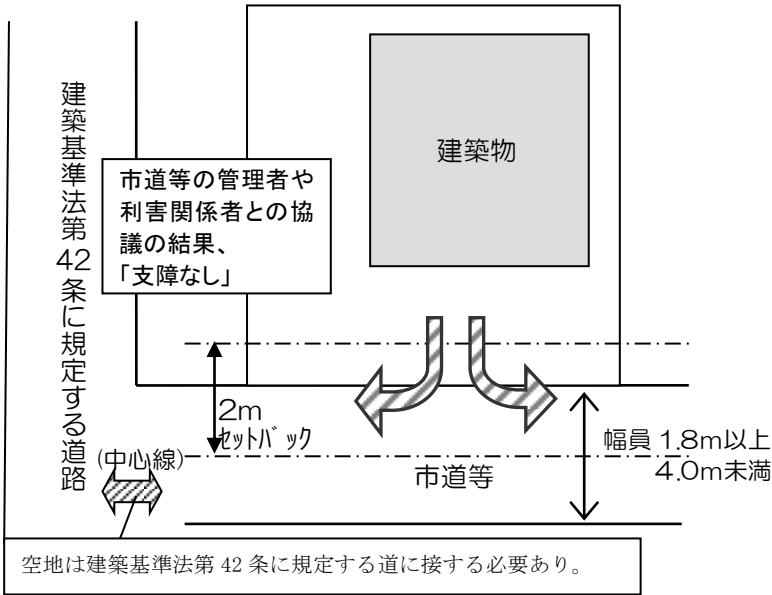 建築基準法第42条に規定する道路
建築物
市道等の管理者や
利害関係者との協
議の結果、
「支障なし」
2m
ｾｯﾄﾊﾞｯｸ
(中心線)
市道等
幅員 1.8m以上
4.0m未満
空地は建築基準法第 42 条に規定する道に接する必要あり。